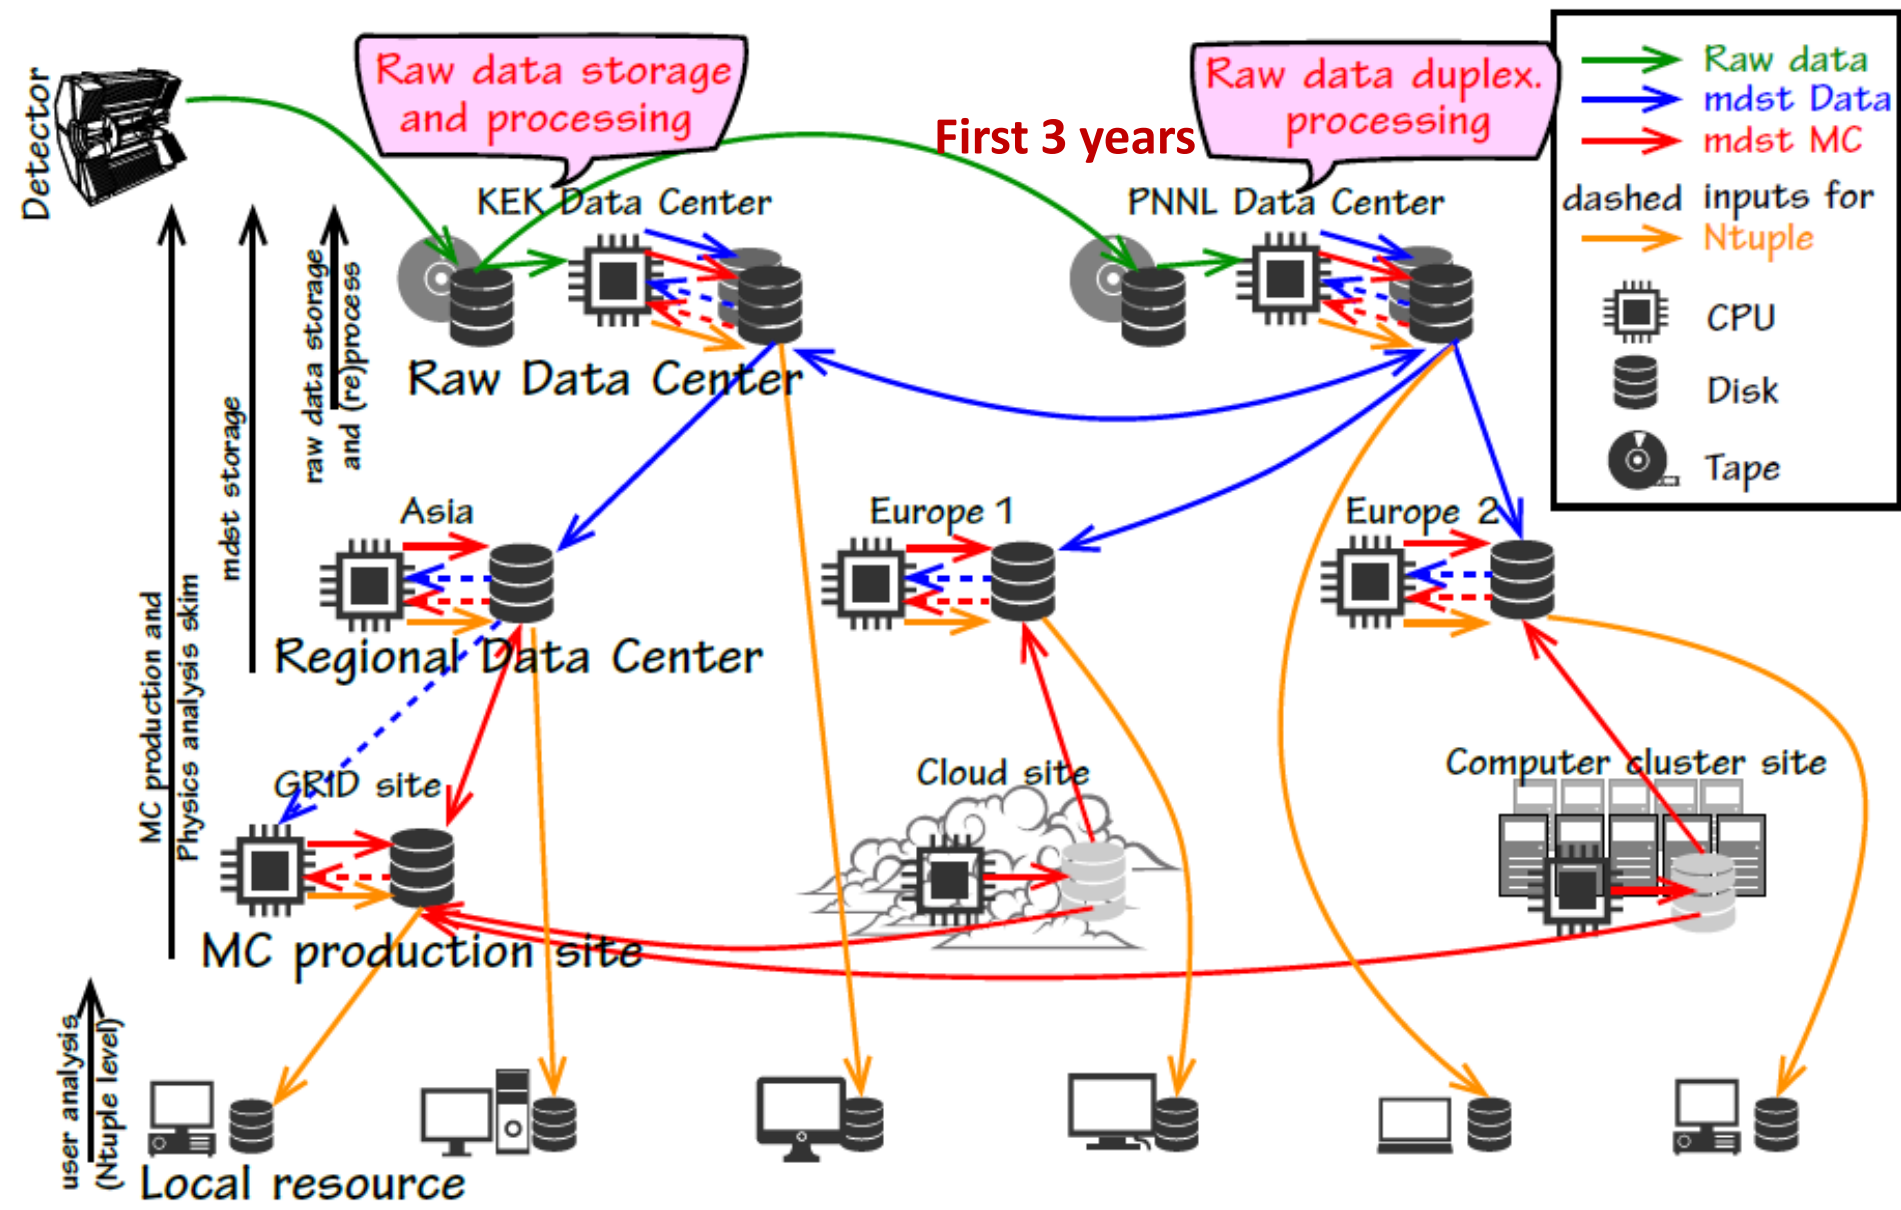 Detector
Raw data storage
and processing
First 3 years
Raw data duplex.
processing
Raw data
mdst Data
mdst MC
dashed inputs for
Ntuple
CPU
Disk
Tape
KEK Data Center
PNNL Data Center
Raw Data Center
raw data storage
and (re)process
mdst storage
MC production and
Physics analysis skim
Asia
Europe 1
Europe 2
Regional Data Center
GRID site
Cloud site
Computer cluster site
MC production site
user analysis
(Ntuple level)
Local resource